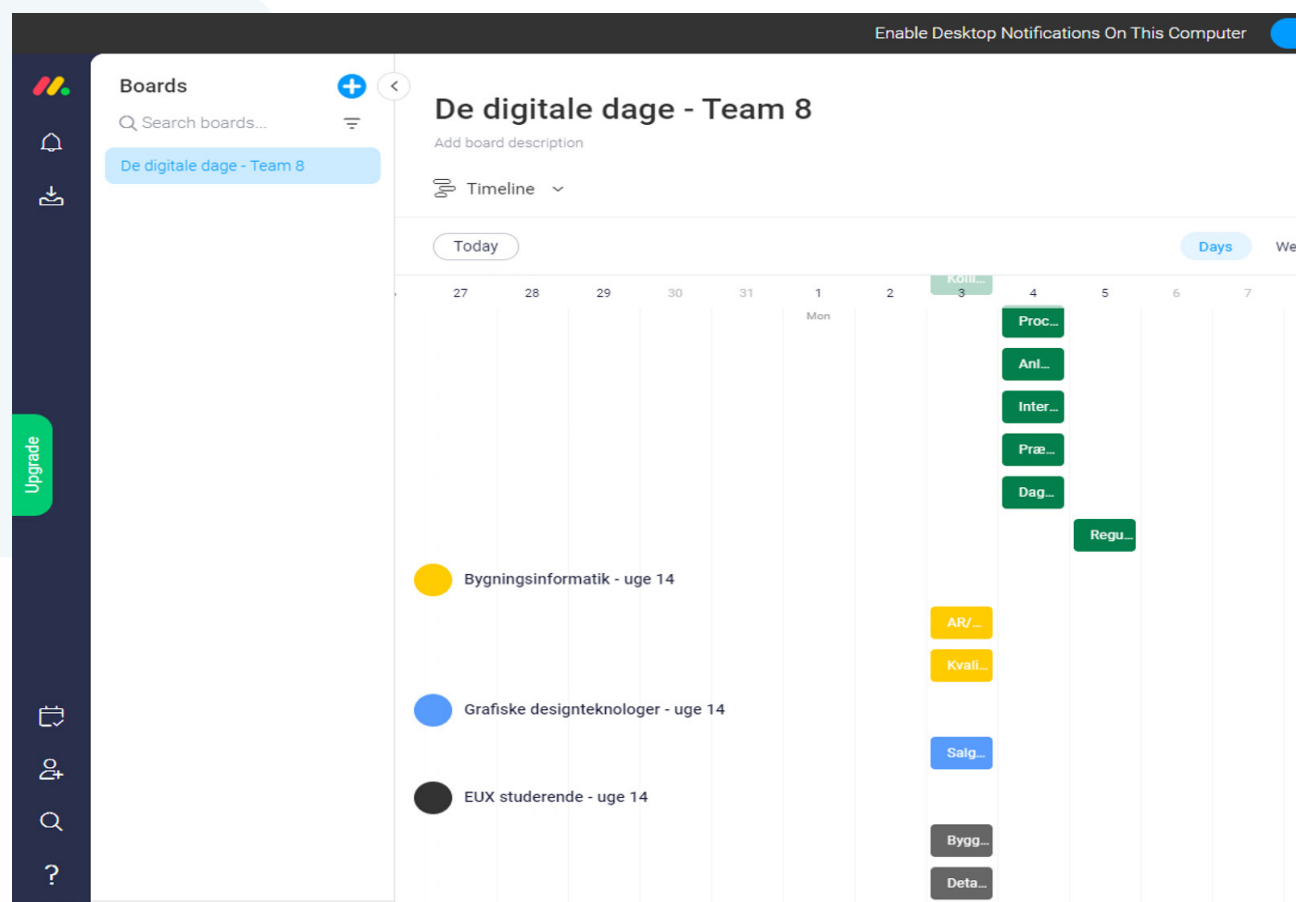 Enable Desktop Notifications On This Computer
Boards
Search boards...
De digitale dage - Team 8
Upgrade
De digitale dage - Team 8
Add board description
Timeline
Today
Days We
27 28 29 30 31 1 2 3 4 5 6 7
Mon
Proc...
Anl...
Inter...
Præ...
Dag...
Regu...
Bygningsinformatik - uge 14
AR/...
Kvali...
Grafiske designteknologer - uge 14
Salg...
EUX studerende - uge 14
Bygg...
Deta...